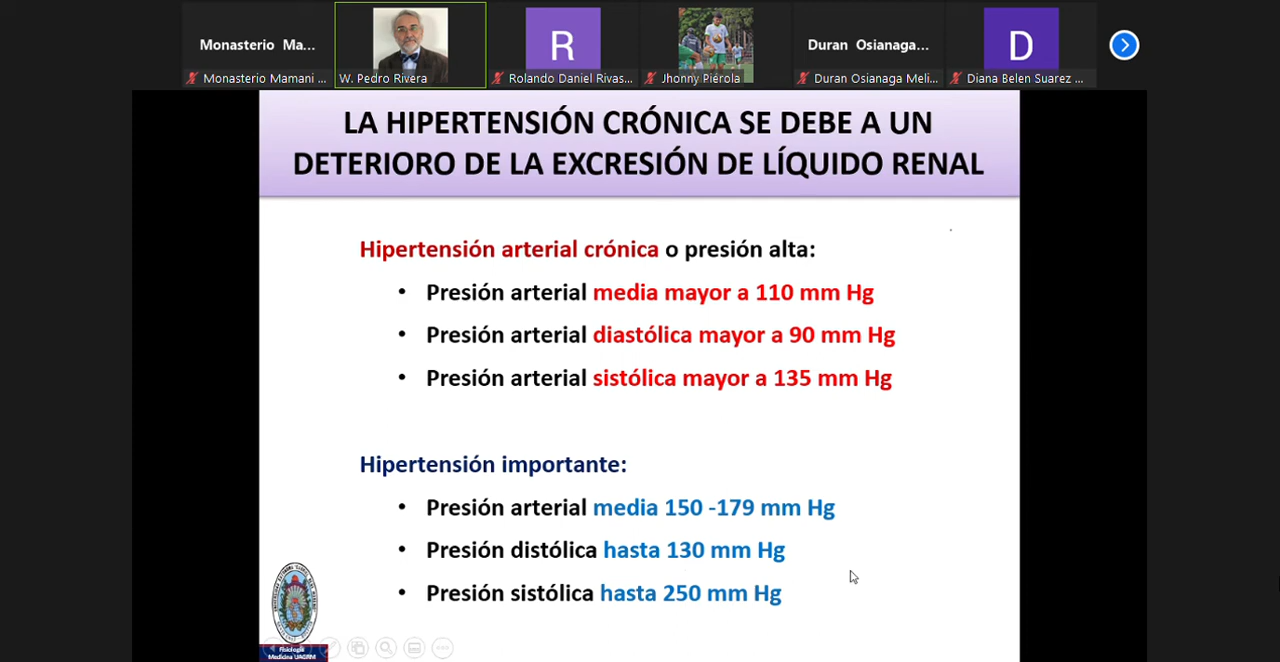 Monasterio Ma...
R
Duran Osianaga...
D
Monasterio Mamani ...
W. Pedro Rivera
Rolando Daniel Rivas...
Jhonny Piérola
Duran Osianaga Meli...
Diana Belen Suarez ...
LA HIPERTENSIÓN CRÓNICA SE DEBE A UN
DETERIORO DE LA EXCRESIÓN DE LÍQUIDO RENAL
Hipertensión arterial crónica o presión alta:
• Presión arterial media mayor a 110 mm Hg
• Presión arterial diastólica mayor a 90 mm Hg
• Presión arterial sistólica mayor a 135 mm Hg
Hipertensión importante:
• Presión arterial media 150 -179 mm Hg
• Presión distólica hasta 130 mm Hg
• Presión sistólica hasta 250 mm Hg
Fisiología
Medicina UAGRM